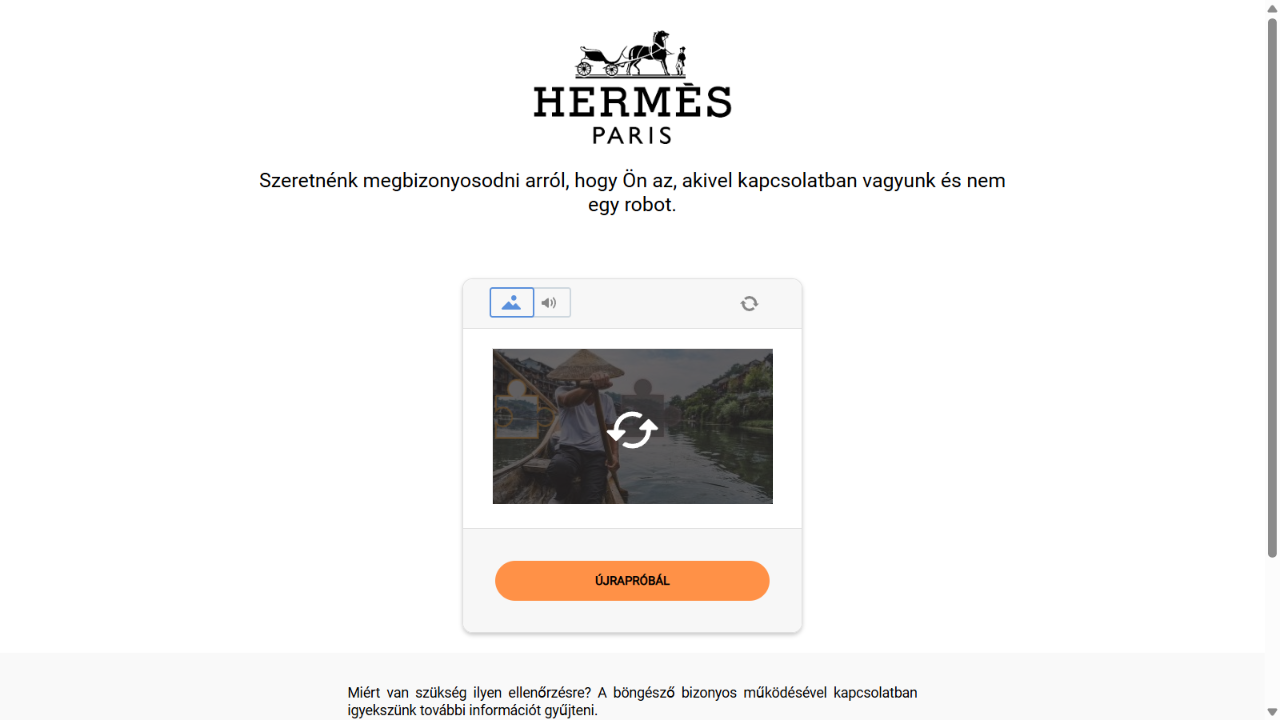 HERMÈS
PARIS
Szeretnénk megbizonyosodni arról, hogy Ön az, akivel kapcsolatban vagyunk és nem
egy robot.
ÚJRAPRÓBÁL
Miért van szükség ilyen ellenőrzésre? A böngésző bizonyos működésével kapcsolatban
igyekszünk további információt gyűjteni.